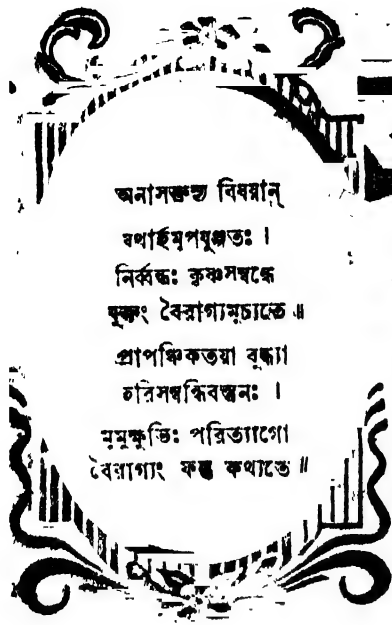 অনাসক্তস্য বিষয়ান্
যথার্হমুপযুঞ্জতঃ ।
নির্ব্বন্ধঃ কৃষ্ণসম্বন্ধে
যুক্তং বৈরাগ্যমুচ্যতে ॥
প্রাপঞ্চিকতয়া বুদ্ধ্যা
হরিসম্বন্ধিবস্তুনঃ ।
মুমুক্ষুভিঃ পরিত্যাগো
বৈরাগ্যং ফল্গু কথ্যতে ॥